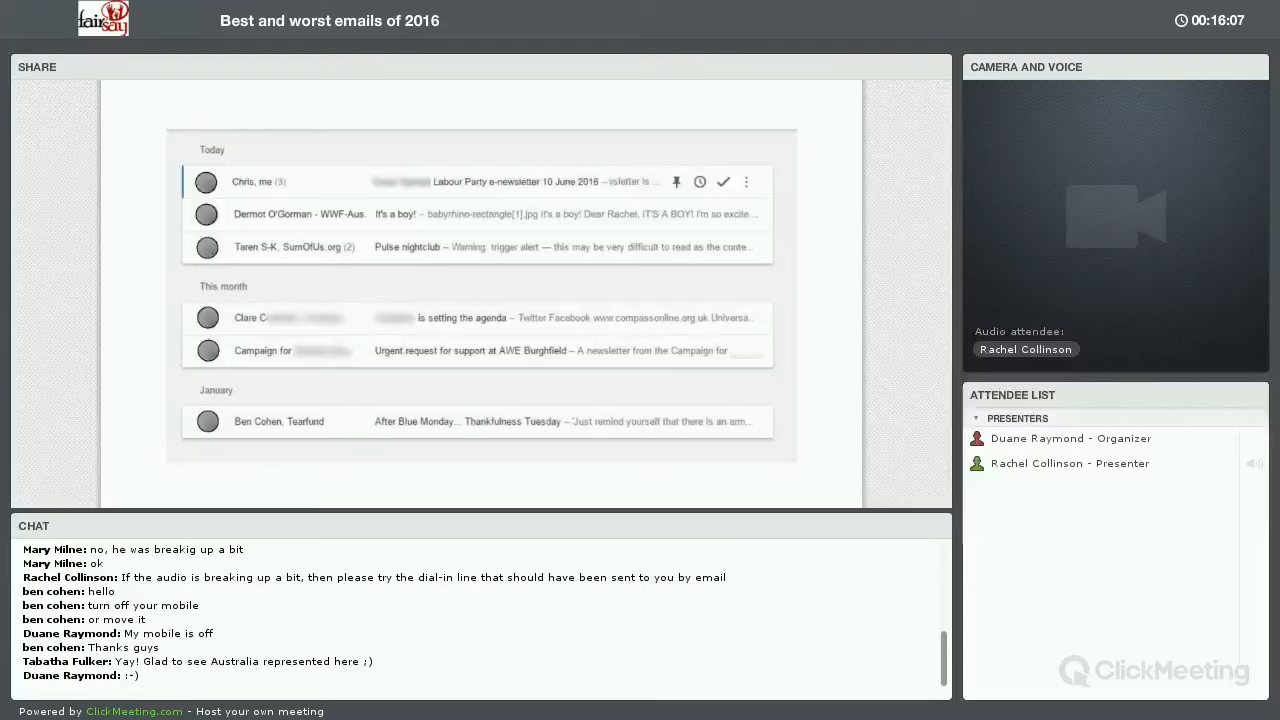 fairsay
Best and worst emails of 2016
00:16:07
SHARE
Today
Chris, me (3) Labour Party e-newsletter 10 June 2016 – vsletter is ...
Dermot O'Gorman - WWF-Aus. It's a boy! – babyrhino-rectangle[1].jpg It's a boy! Dear Rachel, IT'S A BOY! I'm so excite...
Taren S-K, SumOfUs.org (2) Pulse nightclub – Warning: trigger alert — this may be very difficult to read as the conte...
This month
Clare C is setting the agenda – Twitter Facebook www.compassonline.org.uk Universa...
Campaign for Urgent request for support at AWE Burghfield – A newsletter from the Campaign for
January
Ben Cohen, Tearfund After Blue Monday... Thankfulness Tuesday – 'Just remind yourself that there is an arm...
CAMERA AND VOICE
Audio attendee:
Rachel Collinson
ATTENDEE LIST
PRESENTERS
Duane Raymond - Organizer
Rachel Collinson - Presenter
CHAT
Mary Milne: no, he was breakig up a bit
Mary Milne: ok
Rachel Collinson: If the audio is breaking up a bit, then please try the dial-in line that should have been sent to you by email
ben cohen: hello
ben cohen: turn off your mobile
ben cohen: or move it
Duane Raymond: My mobile is off
ben cohen: Thanks guys
Tabatha Fulker: Yay! Glad to see Australia represented here ;)
Duane Raymond: :-)
ClickMeeting
Powered by ClickMeeting.com - Host your own meeting